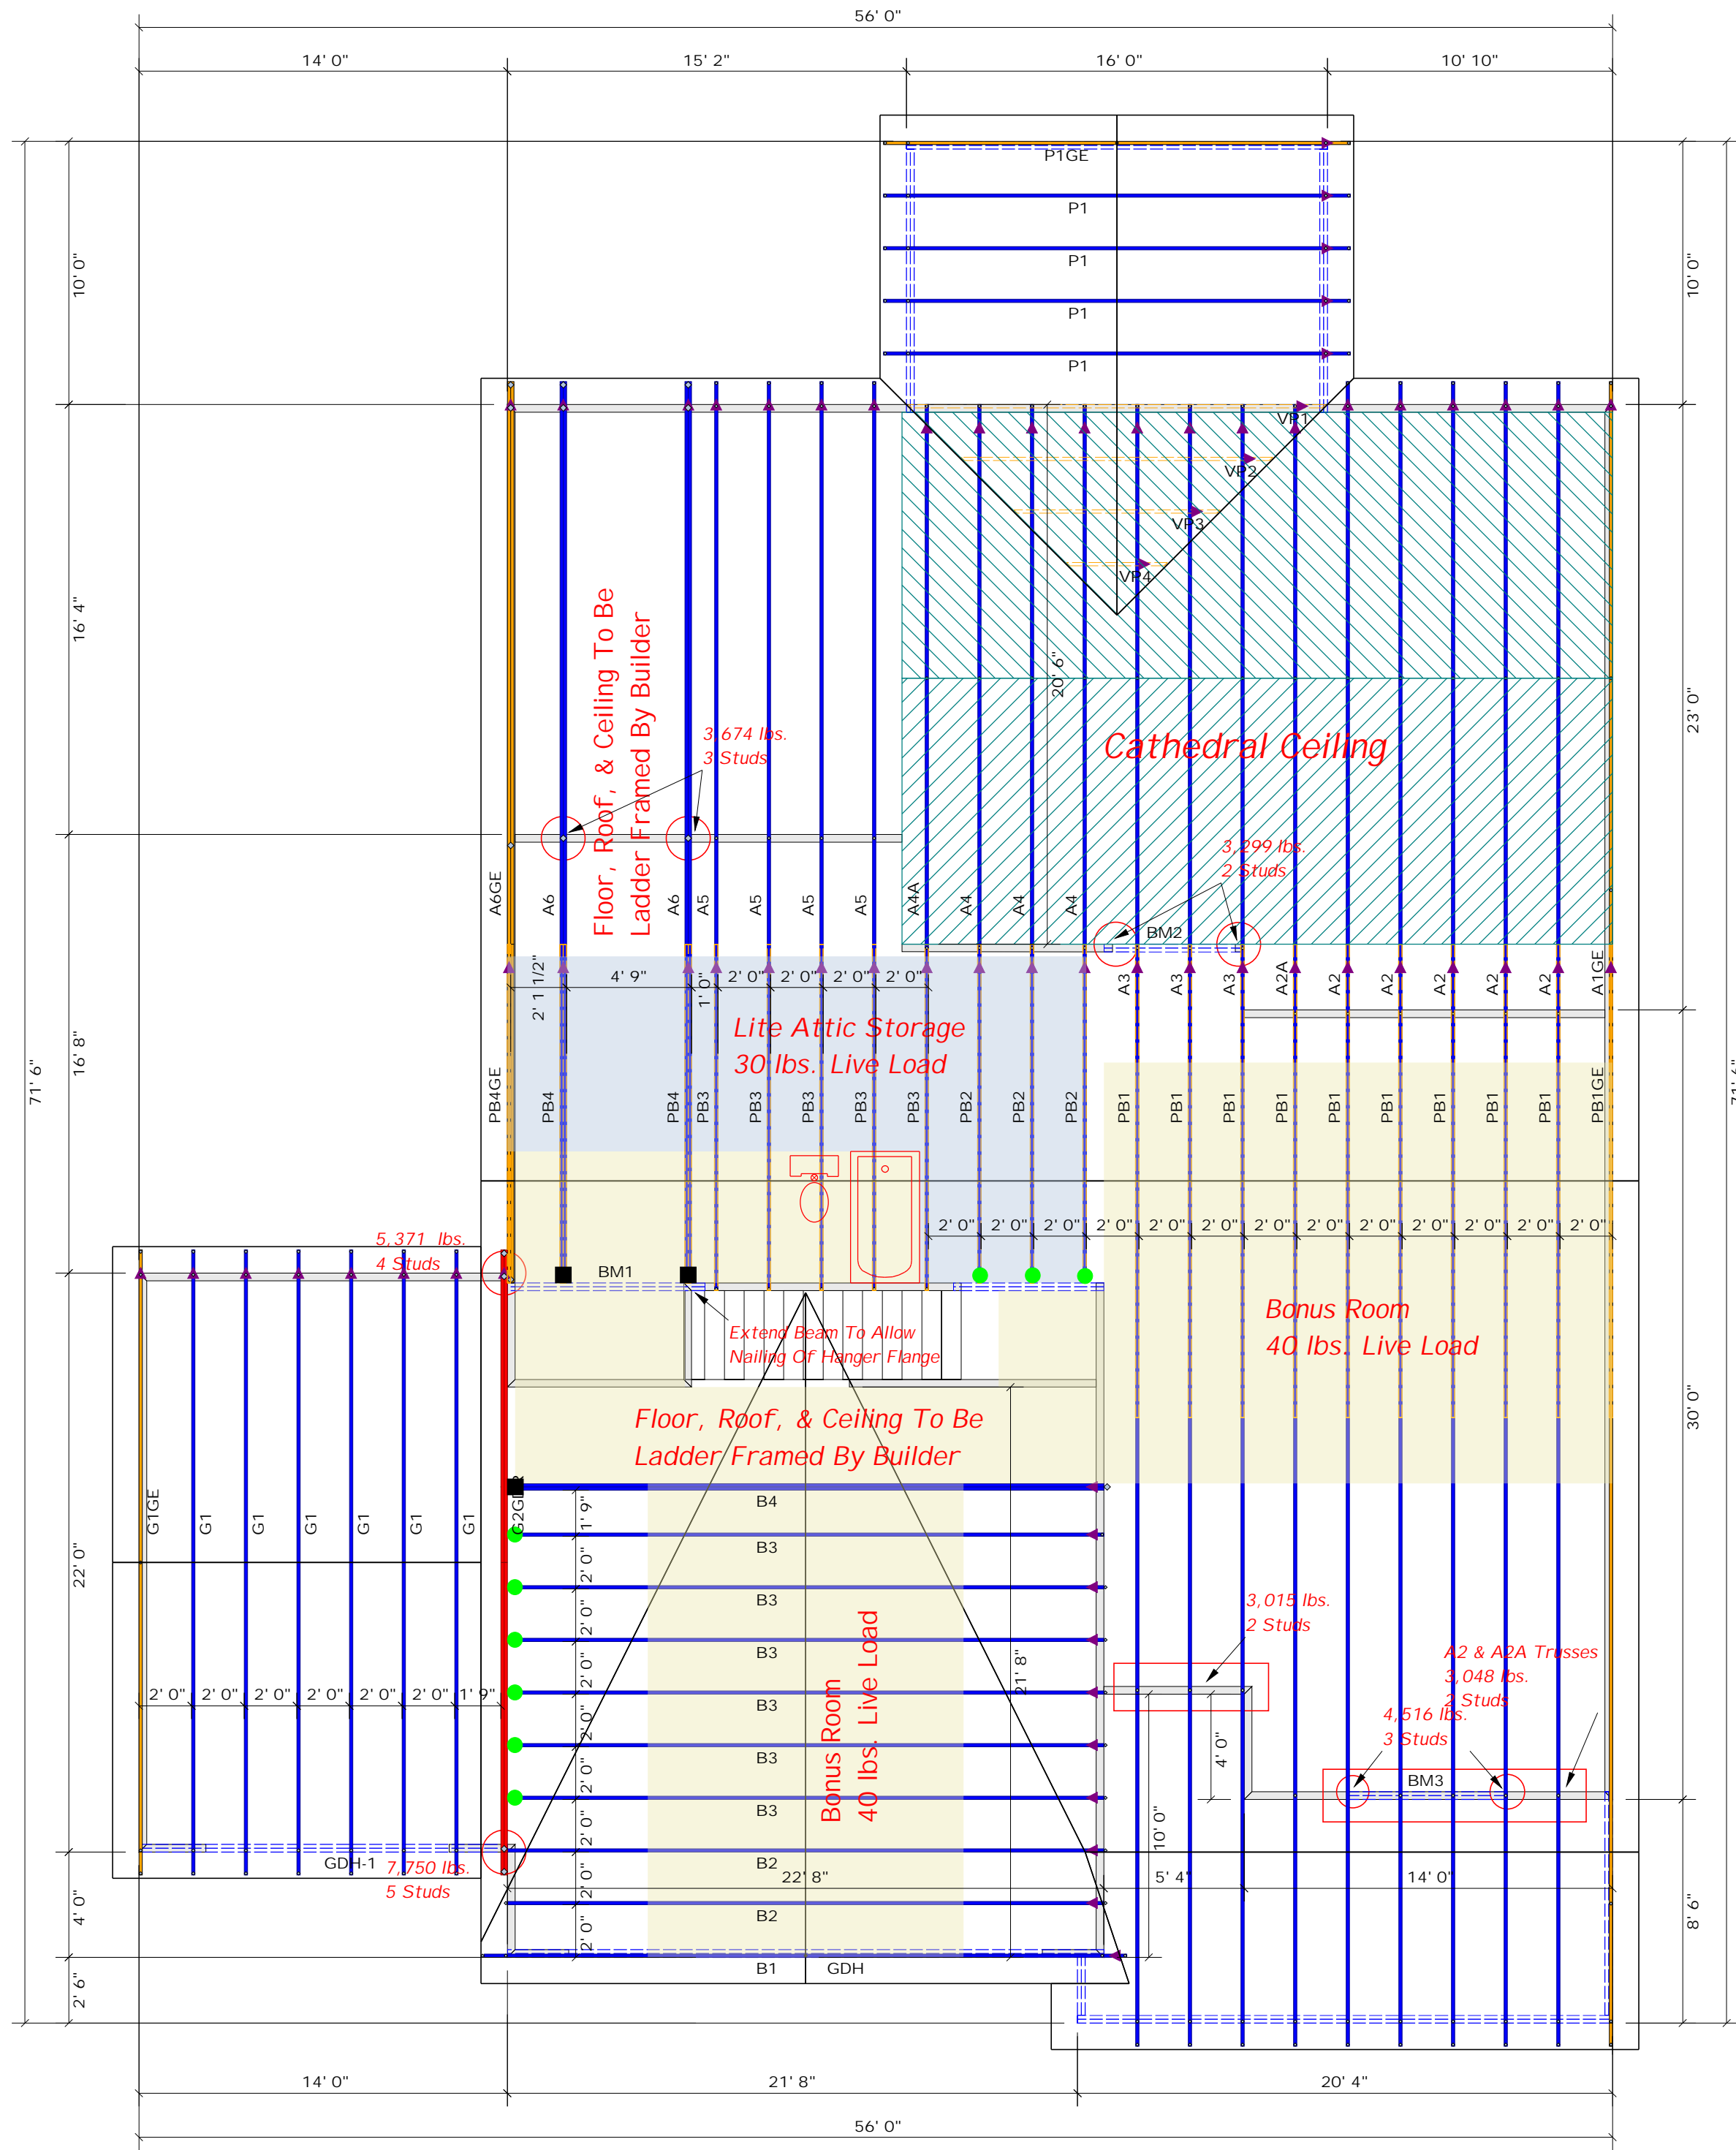 56' 0"
14' 0"
15' 2"
16' 0"
10' 10"
P1GE
P1
P1
P1
P1
10' 0"
10' 0"
VP1
VP2
VP3
VP4
16' 4"
20' 6"
23' 0"
Floor, Roof, & Ceiling To Be
Ladder Framed By Builder
3,674 lbs.
3 Studs
Cathedral Ceiling
3,299 lbs.
2 Studs
A6GE
A6
A6
A5
A5
A5
A5
A4A
A4
A4
A4
BM2
A3
A3
A3
A2A
A2
A2
A2
A2
A2
A1GE
2' 1 1/2"
4' 9"
1' 0"
2' 0"
2' 0"
2' 0"
2' 0"
Lite Attic Storage
30 lbs. Live Load
71' 6"
16' 8"
71' 6"
PB4GE
PB4
PB4
PB3
PB3
PB3
PB3
PB3
PB2
PB2
PB2
PB1
PB1
PB1
PB1
PB1
PB1
PB1
PB1
PB1
PB1GE
2' 0"
2' 0"
2' 0"
2' 0"
2' 0"
2' 0"
2' 0"
2' 0"
2' 0"
2' 0"
2' 0"
2' 0"
2' 0"
5,371 lbs.
4 Studs
BM1
Extend Beam To Allow
Nailing Of Hanger Flange
Bonus Room
40 lbs. Live Load
30' 0"
Floor, Roof, & Ceiling To Be
Ladder Framed By Builder
G1GE
G1
G1
G1
G1
G1
G1
22' 0"
B4
B3
B3
B3
B3
B3
B3
B2
B2
B1
GDH
1' 9"
2' 0"
2' 0"
2' 0"
2' 0"
2' 0"
2' 0"
2' 0"
2' 0"
Bonus Room
40 lbs. Live Load
21' 8"
3,015 lbs.
2 Studs
A2 & A2A Trusses
3,048 lbs.
2 Studs
4,516 lbs.
3 Studs
BM3
4' 0"
10' 0"
2' 0"
2' 0"
2' 0"
2' 0"
2' 0"
2' 0"
1' 9"
GDH-1
7,750 lbs.
5 Studs
22' 8"
5' 4"
14' 0"
4' 0"
2' 6"
8' 6"
14' 0"
21' 8"
20' 4"
56' 0"